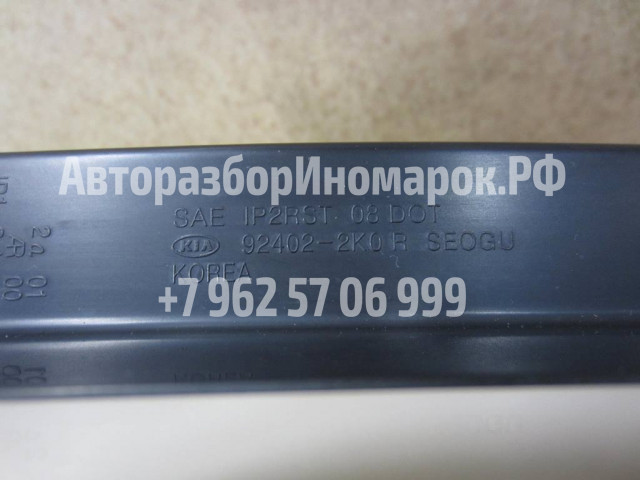 АвторазборИномарок.РФ
SAE IP2RST 08 DOT
KIA 92402-2K0 R SEOGU
KOREA
+7 962 57 06 999